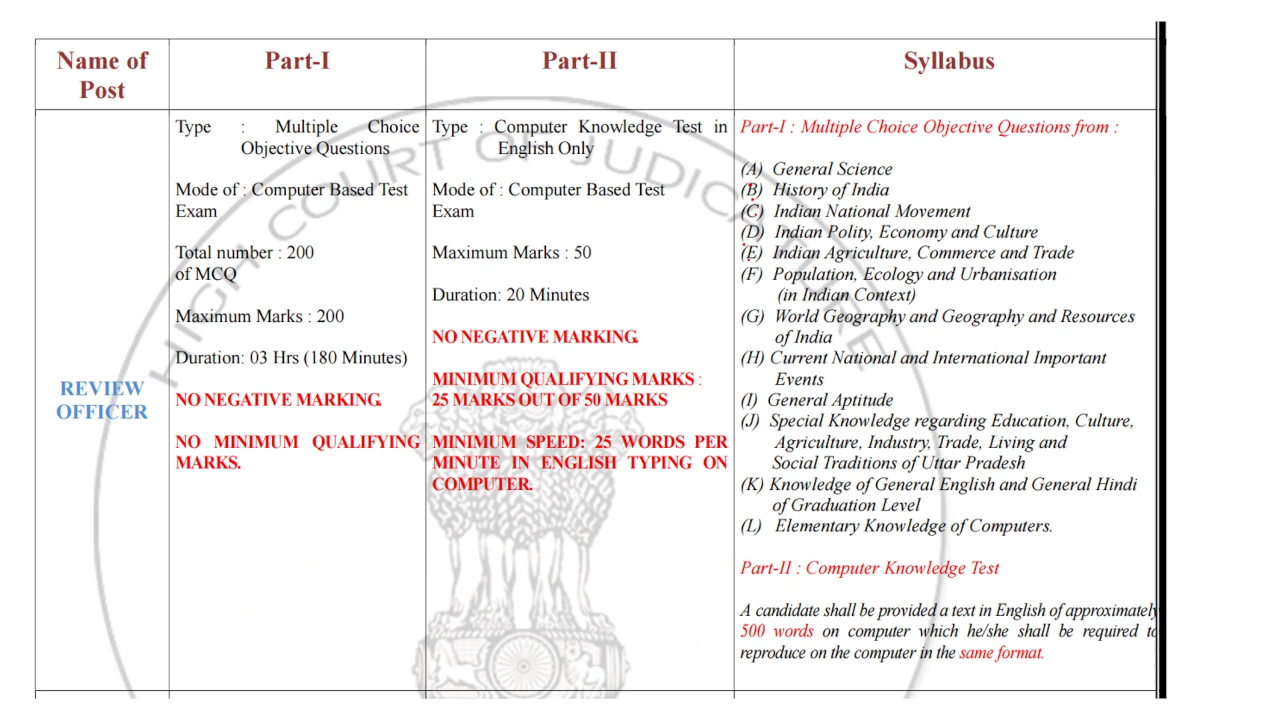 Name of Post
Part-I
Part-II
Syllabus
REVIEW
OFFICER
Type : Multiple Choice
Objective Questions
Mode of : Computer Based Test
Exam
Total number : 200
of MCQ
Maximum Marks : 200
Duration: 03 Hrs (180 Minutes)
NO NEGATIVE MARKING.
NO MINIMUM QUALIFYING
MARKS.
Type : Computer Knowledge Test in
English Only
Mode of : Computer Based Test
Exam
Maximum Marks : 50
Duration: 20 Minutes
NO NEGATIVE MARKING.
MINIMUM QUALIFYING MARKS :
25 MARKS OUT OF 50 MARKS
MINIMUM SPEED: 25 WORDS PER
MINUTE IN ENGLISH TYPING ON
COMPUTER.
Part-I : Multiple Choice Objective Questions from :
(A) General Science
(B) History of India
(C) Indian National Movement
(D) Indian Polity, Economy and Culture
(E) Indian Agriculture, Commerce and Trade
(F) Population, Ecology and Urbanisation
(in Indian Context)
(G) World Geography and Geography and Resources
of India
(H) Current National and International Important
Events
(I) General Aptitude
(J) Special Knowledge regarding Education, Culture,
Agriculture, Industry, Trade, Living and
Social Traditions of Uttar Pradesh
(K) Knowledge of General English and General Hindi
of Graduation Level
(L) Elementary Knowledge of Computers.
Part-II : Computer Knowledge Test
A candidate shall be provided a text in English of approximately
500 words on computer which he/she shall be required to
reproduce on the computer in the same format.
HIGH COURT OF JUDICATURE